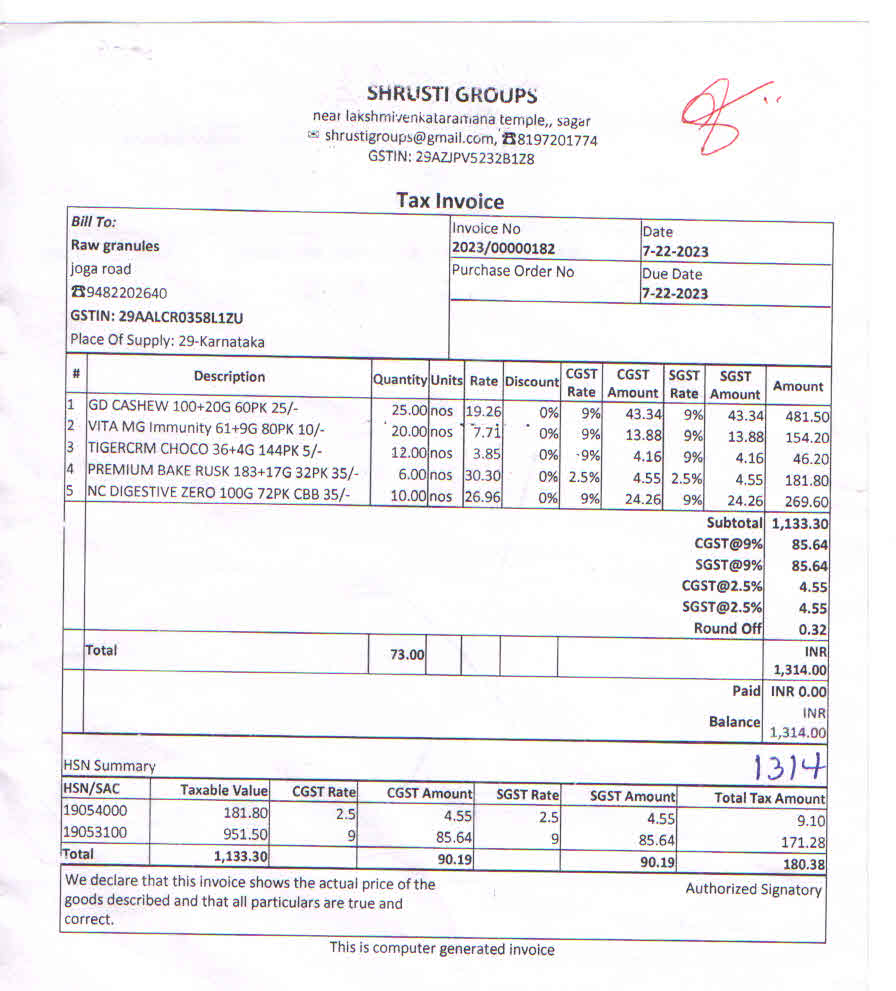 SHRUSTI GROUPS
near lakshmivenkataramana temple,, sagar
✉ shrustigroups@gmail.com, ☎8197201774
GSTIN: 29AZJPV5232B1Z8
Tax Invoice
Bill To:
Raw granules
joga road
☎9482202640
GSTIN: 29AALCR0358L1ZU
Place Of Supply: 29-Karnataka
Invoice No
2023/00000182
Date
7-22-2023
Purchase Order No
Due Date
7-22-2023
# Description Quantity Units Rate Discount CGST Rate CGST Amount SGST Rate SGST Amount Amount
1 GD CASHEW 100+20G 60PK 25/- 25.00 nos 19.26 0% 9% 43.34 9% 43.34 481.50
2 VITA MG Immunity 61+9G 80PK 10/- 20.00 nos 7.71 0% 9% 13.88 9% 13.88 154.20
3 TIGERCRM CHOCO 36+4G 144PK 5/- 12.00 nos 3.85 0% 9% 4.16 9% 4.16 46.20
4 PREMIUM BAKE RUSK 183+17G 32PK 35/- 6.00 nos 30.30 0% 2.5% 4.55 2.5% 4.55 181.80
5 NC DIGESTIVE ZERO 100G 72PK CBB 35/- 10.00 nos 26.96 0% 9% 24.26 9% 24.26 269.60
Subtotal 1,133.30
CGST@9% 85.64
SGST@9% 85.64
CGST@2.5% 4.55
SGST@2.5% 4.55
Round Off 0.32
Total 73.00 INR 1,314.00
Paid INR 0.00
Balance INR 1,314.00
1314
HSN Summary
HSN/SAC Taxable Value CGST Rate CGST Amount SGST Rate SGST Amount Total Tax Amount
19054000 181.80 2.5 4.55 2.5 4.55 9.10
19053100 951.50 9 85.64 9 85.64 171.28
Total 1,133.30 90.19 90.19 180.38
We declare that this invoice shows the actual price of the
goods described and that all particulars are true and
correct.
Authorized Signatory
This is computer generated invoice